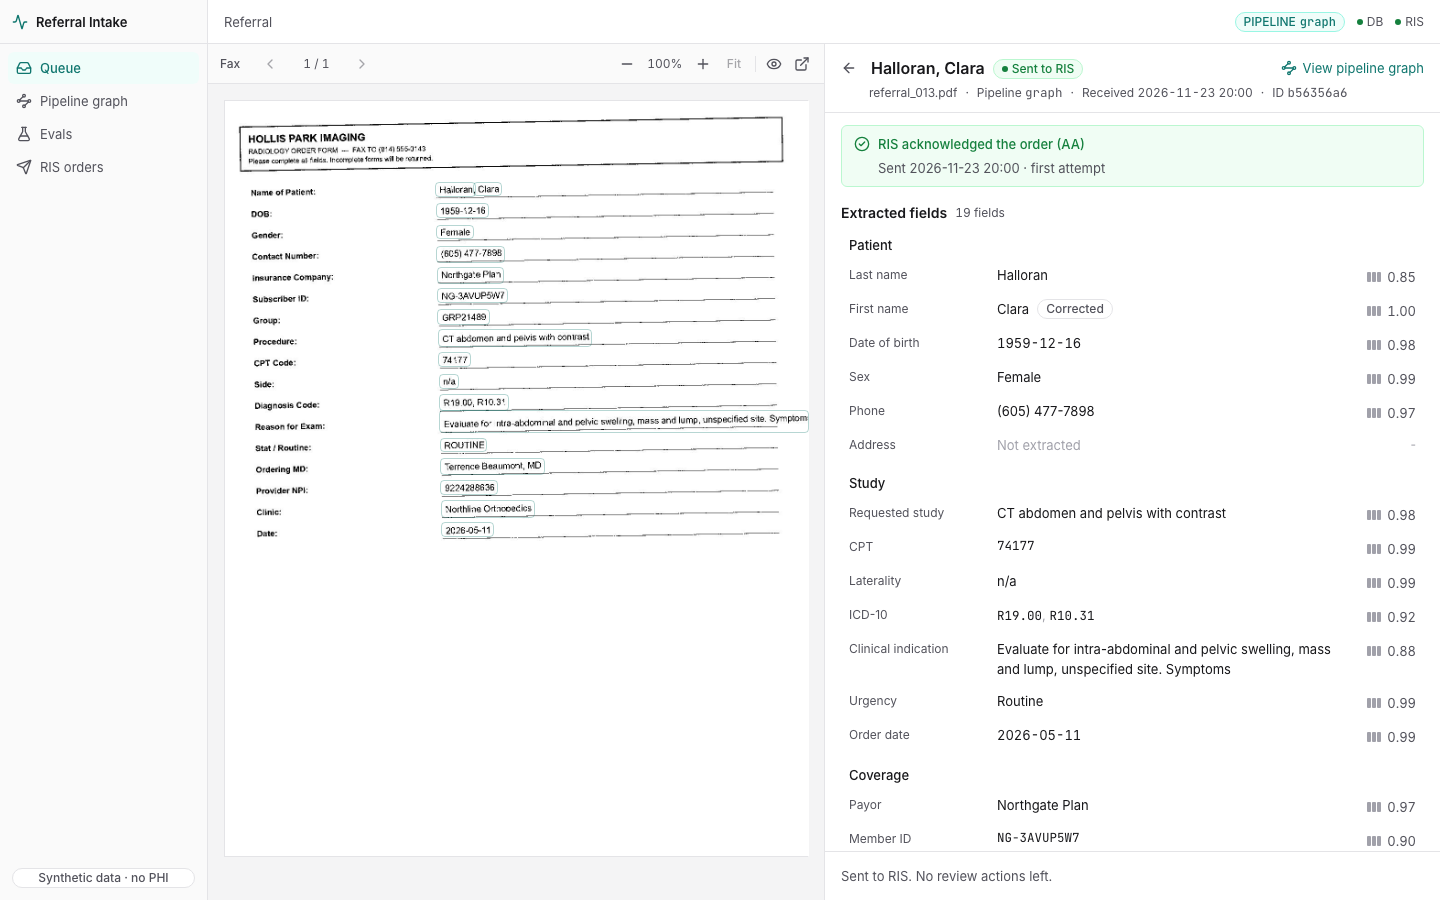 Referral Intake
Referral
PIPELINE graph
DB
RIS
Queue
Pipeline graph
Evals
RIS orders
Synthetic data · no PHI
Fax
1 / 1
100%
Fit
HOLLIS PARK IMAGING
RADIOLOGY ORDER FORM — FAX TO (814) 555-0143
Please complete all fields. Incomplete forms will be returned.
Name of Patient: Halloran, Clara
DOB: 1959-12-16
Gender: Female
Contact Number: (605) 477-7898
Insurance Company: Northgate Plan
Subscriber ID: NG-3AVUP5W7
Group: GRP21489
Procedure: CT abdomen and pelvis with contrast
CPT Code: 74177
Side: n/a
Diagnosis Code: R19.00, R10.31
Reason for Exam: Evaluate for intra-abdominal and pelvic swelling, mass and lump, unspecified site. Symptom
Stat / Routine: ROUTINE
Ordering MD: Terrence Beaumont, MD
Provider NPI: 9224288636
Clinic: Northline Orthopedics
Date: 2026-05-11
Halloran, Clara
Sent to RIS
View pipeline graph
referral_013.pdf · Pipeline graph · Received 2026-11-23 20:00 · ID b56356a6
RIS acknowledged the order (AA)
Sent 2026-11-23 20:00 · first attempt
Extracted fields 19 fields
Patient
Last name Halloran 0.85
First name Clara Corrected 1.00
Date of birth 1959-12-16 0.98
Sex Female 0.99
Phone (605) 477-7898 0.97
Address Not extracted -
Study
Requested study CT abdomen and pelvis with contrast 0.98
CPT 74177 0.99
Laterality n/a 0.99
ICD-10 R19.00, R10.31 0.92
Clinical indication Evaluate for intra-abdominal and pelvic swelling, mass 0.88
and lump, unspecified site. Symptoms
Urgency Routine 0.99
Order date 2026-05-11 0.99
Coverage
Payor Northgate Plan 0.97
Member ID NG-3AVUP5W7 0.90
Sent to RIS. No review actions left.